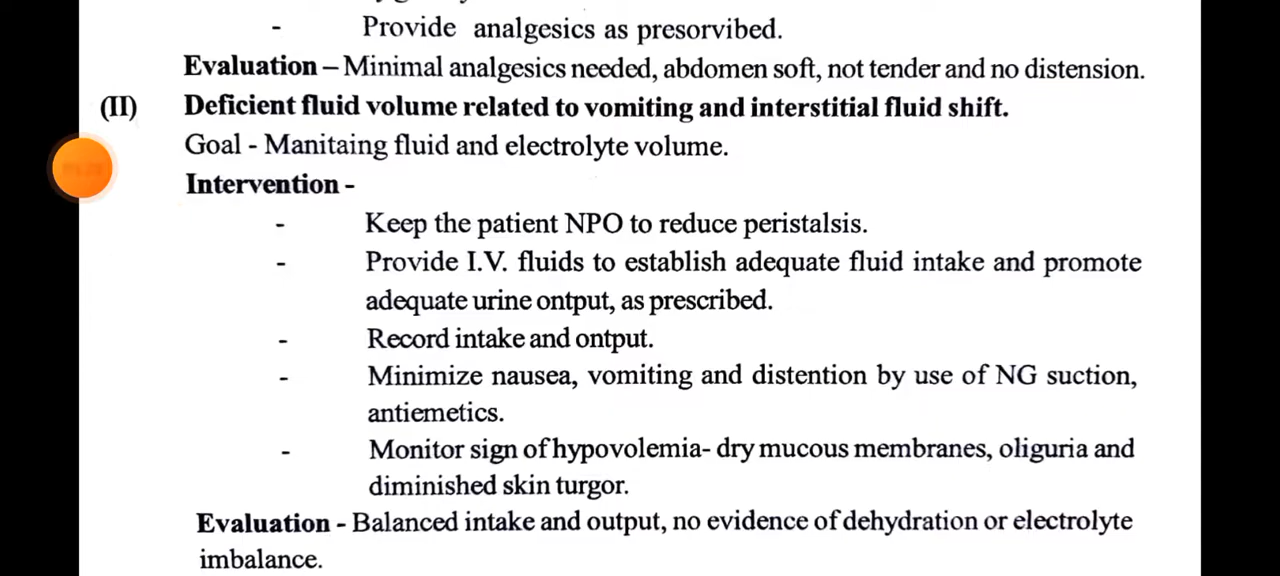 - Provide analgesics as presorvibed.
Evaluation – Minimal analgesics needed, abdomen soft, not tender and no distension.
(II) Deficient fluid volume related to vomiting and interstitial fluid shift.
Goal - Manitaing fluid and electrolyte volume.
Intervention -
- Keep the patient NPO to reduce peristalsis.
- Provide I.V. fluids to establish adequate fluid intake and promote
adequate urine ontput, as prescribed.
- Record intake and ontput.
- Minimize nausea, vomiting and distention by use of NG suction,
antiemetics.
- Monitor sign of hypovolemia- dry mucous membranes, oliguria and
diminished skin turgor.
Evaluation - Balanced intake and output, no evidence of dehydration or electrolyte
imbalance.